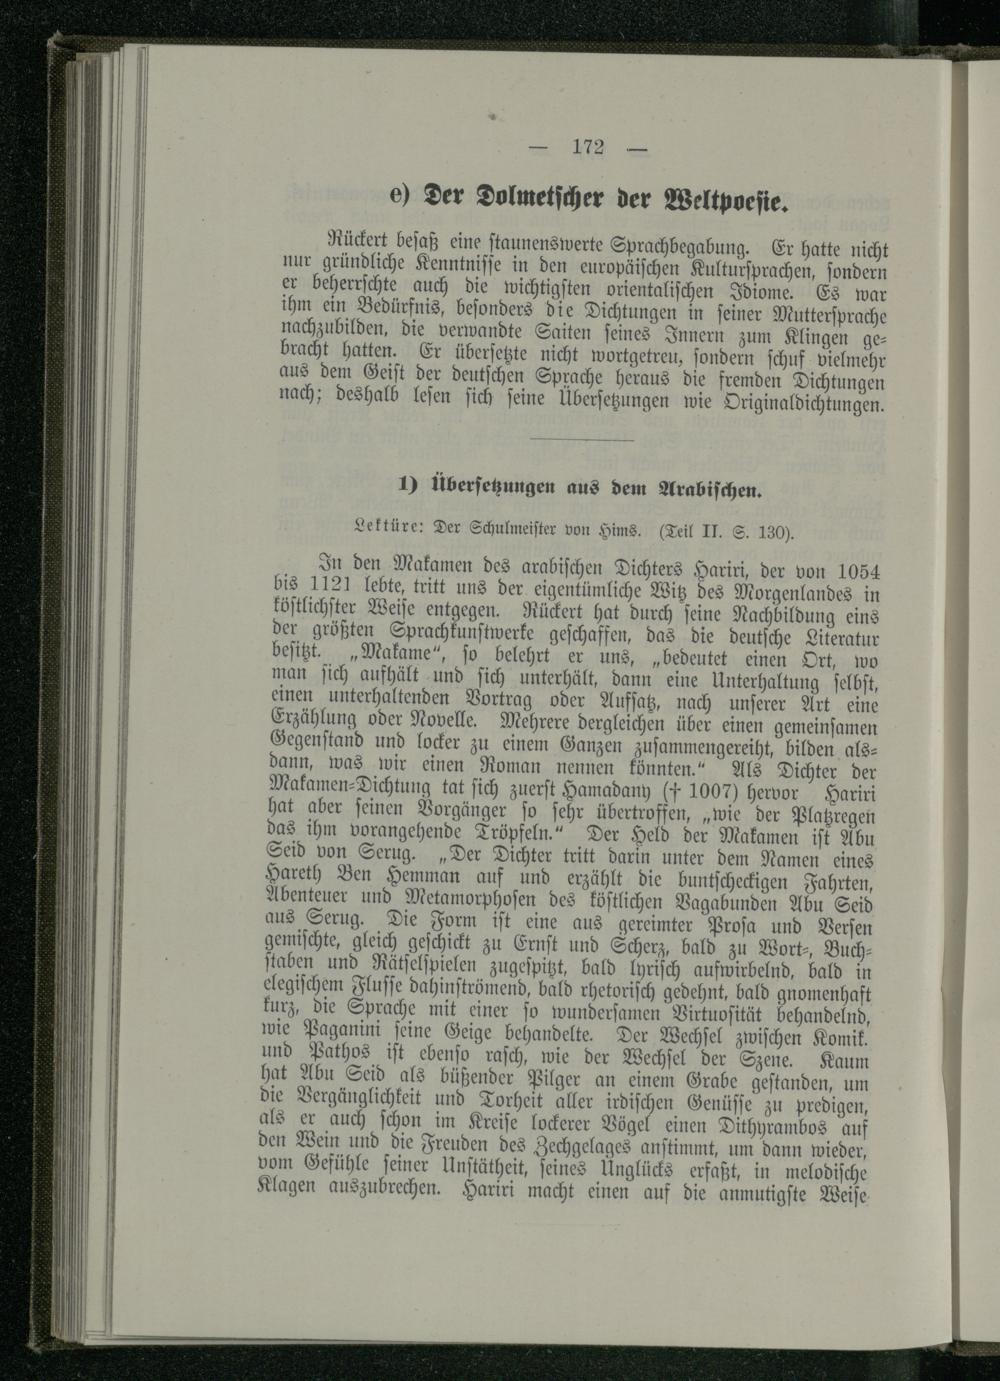 — 172 —
e) Der Dolmetscher der Weltpoesie.
Rückert besaß eine staunenswerte Sprachbegabung. Er hatte nicht
nur gründliche Kenntnisse in den europäischen Kultursprachen, sondern
er beherrschte auch die wichtigsten orientalischen Idiome. Es war
ihm ein Bedürfnis, besonders die Dichtungen in seiner Muttersprache
nachzubilden, die verwandte Saiten seines Innern zum Klingen ge-
bracht hatten. Er übersetzte nicht wortgetreu, sondern schuf vielmehr
aus dem Geist der deutschen Sprache heraus die fremden Dichtungen
nach; deshalb lesen sich seine Übersetzungen wie Originaldichtungen.
1) Übersetzungen aus dem Arabischen.
Lektüre: Der Schulmeister von Hims. (Teil II. S. 130).
In den Makamen des arabischen Dichters Hariri, der von 1054
bis 1121 lebte, tritt uns der eigentümliche Witz des Morgenlandes in
köstlichster Weise entgegen. Rückert hat durch seine Nachbildung eins
der größten Sprachkunstwerke geschaffen, das die deutsche Literatur
besitzt. „Makame“, so belehrt er uns, „bedeutet einen Ort, wo
man sich aufhält und sich unterhält, dann eine Unterhaltung selbst,
einen unterhaltenden Vortrag oder Aufsatz, nach unserer Art eine
Erzählung oder Novelle. Mehrere dergleichen über einen gemeinsamen
Gegenstand und locker zu einem Ganzen zusammengereiht, bilden als-
dann, was wir einen Roman nennen könnten.“ Als Dichter der
Makamen-Dichtung tat sich zuerst Hamadany († 1007) hervor Hariri
hat aber seinen Vorgänger so sehr übertroffen, „wie der Platzregen
das ihm vorangehende Tröpfeln.“ Der Held der Makamen ist Abu
Seid von Serug. „Der Dichter tritt darin unter dem Namen eines
Hareth Ben Hemman auf und erzählt die buntscheckigen Fahrten,
Abenteuer und Metamorphosen des köstlichen Vagabunden Abu Seid
aus Serug. Die Form ist eine aus gereimter Prosa und Versen
gemischte, gleich geschickt zu Ernst und Scherz, bald zu Wort-, Buch-
staben und Rätselspielen zugespitzt, bald lyrisch aufwirbelnd, bald in
elegischem Flusse dahinströmend, bald rhetorisch gedehnt, bald gnomenhaft
kurz, die Sprache mit einer so wundersamen Virtuosität behandelnd,
wie Paganini seine Geige behandelte. Der Wechsel zwischen Komik.
und Pathos ist ebenso rasch, wie der Wechsel der Szene. Kaum
hat Abu Seid als büßender Pilger an einem Grabe gestanden, um
die Vergänglichkeit und Torheit aller irdischen Genüsse zu predigen,
als er auch schon im Kreise lockerer Vögel einen Dithyrambos auf
den Wein und die Freuden des Zechgelages anstimmt, um dann wieder,
vom Gefühle seiner Unstätheit, seines Unglücks erfaßt, in melodische
Klagen auszubrechen. Hariri macht einen auf die anmutigste Weise